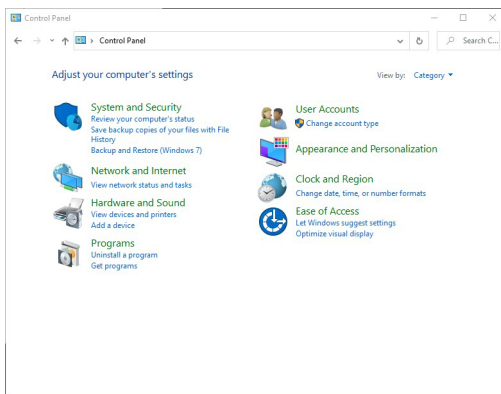 Control Panel
Control Panel
Search C...
Adjust your computer's settings
View by: Category
System and Security
Review your computer's status
Save backup copies of your files with File
History
Backup and Restore (Windows 7)
Network and Internet
View network status and tasks
Hardware and Sound
View devices and printers
Add a device
Programs
Uninstall a program
Get programs
User Accounts
Change account type
Appearance and Personalization
Clock and Region
Change date, time, or number formats
Ease of Access
Let Windows suggest settings
Optimize visual display